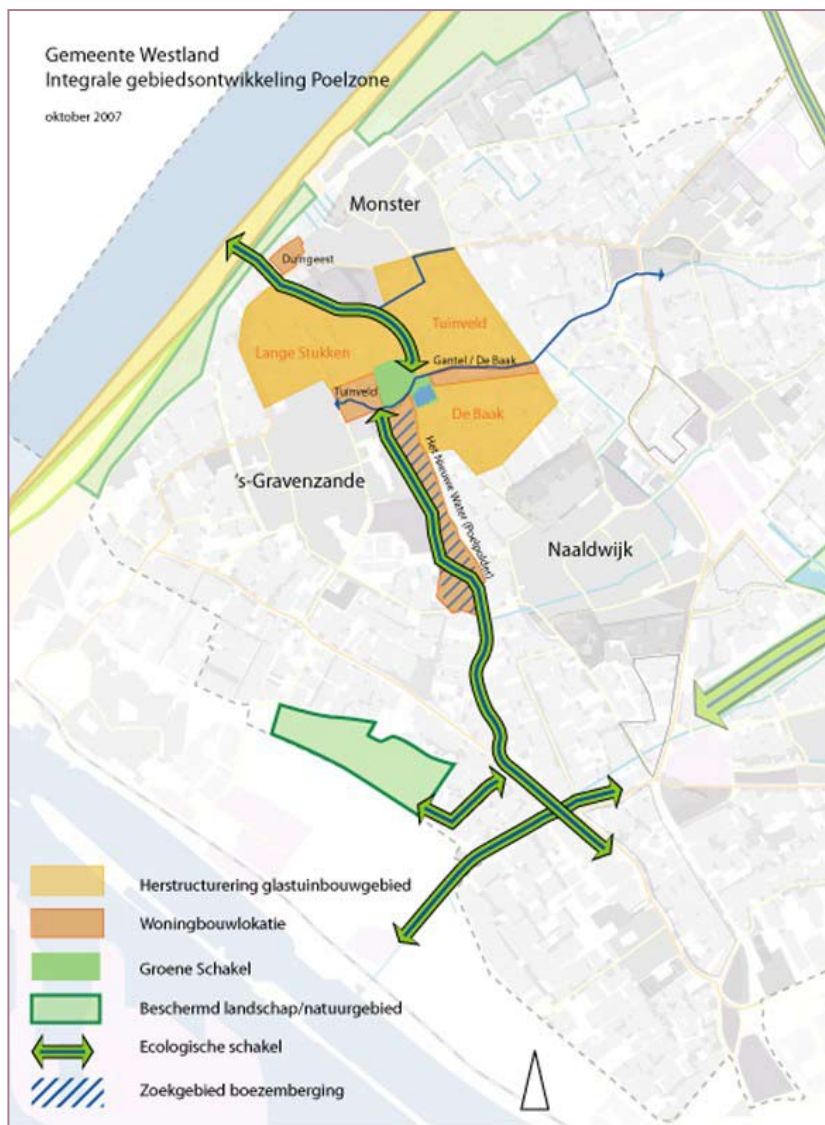 Gemeente Westland
Integrale gebiedsontwikkeling Poelzone
oktober 2007
Monster
Duingeest
Tuinveld
Lange Stukken
Gantel / De Baak
Tuinveld
De Baak
's-Gravenzande
Het Nieuwe Water (Poelpolder)
Naaldwijk
Herstructurering glastuinbouwgebied
Woningbouwlokatie
Groene Schakel
Beschermd landschap/natuurgebied
Ecologische schakel
Zoekgebied boezemberging